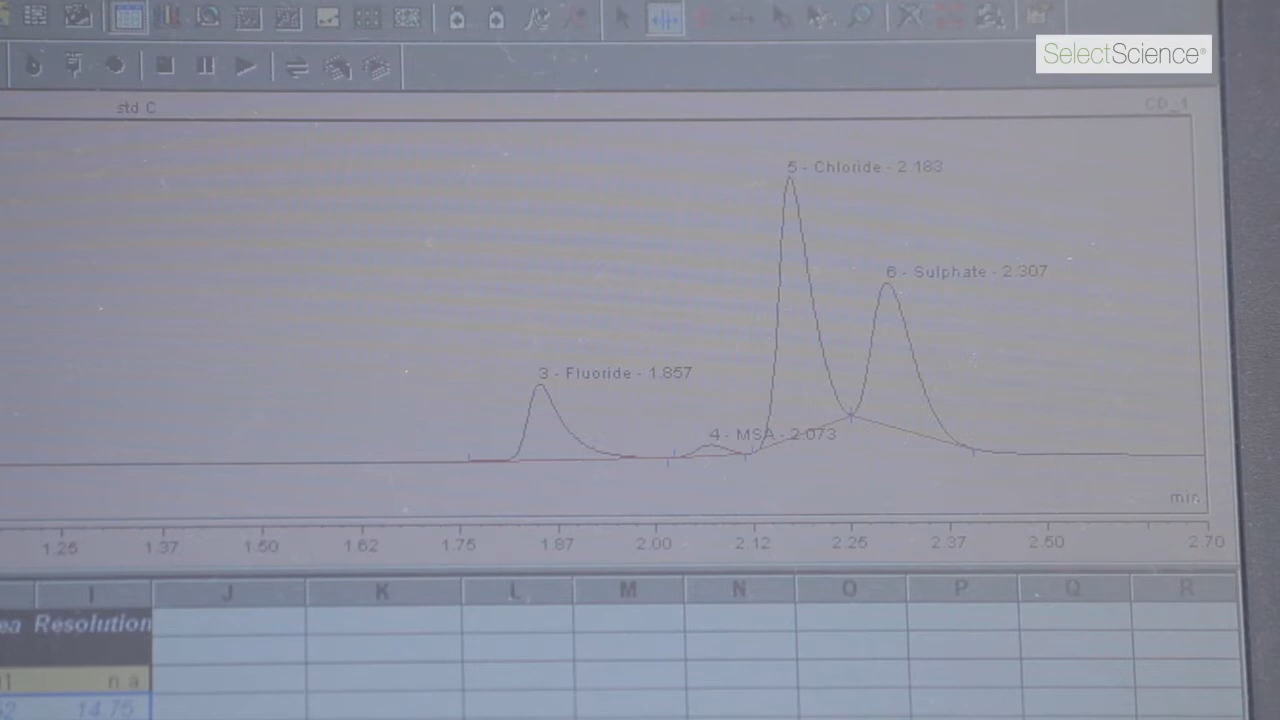 SelectScience®
std C
CD_1
5 - Chloride - 2.183
6 - Sulphate - 2.307
3 - Fluoride - 1.857
4 - MSA - 2.073
min
1.25 1.37 1.50 1.62 1.75 1.87 2.00 2.12 2.25 2.37 2.50 2.70
I J K L M N O P Q R
ea Resolution
n.a.
14.75